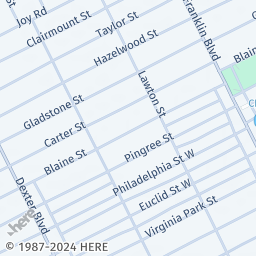 Joy Rd
Clairmount St
Taylor St
Hazelwood St
Franklin Blvd
Lawton St
Gladstone St
Carter St
Blaine St
Pingree St
Philadelphia St W
Euclid St W
Virginia Park St
Dexter Blvd
here
© 1987-2024 HERE